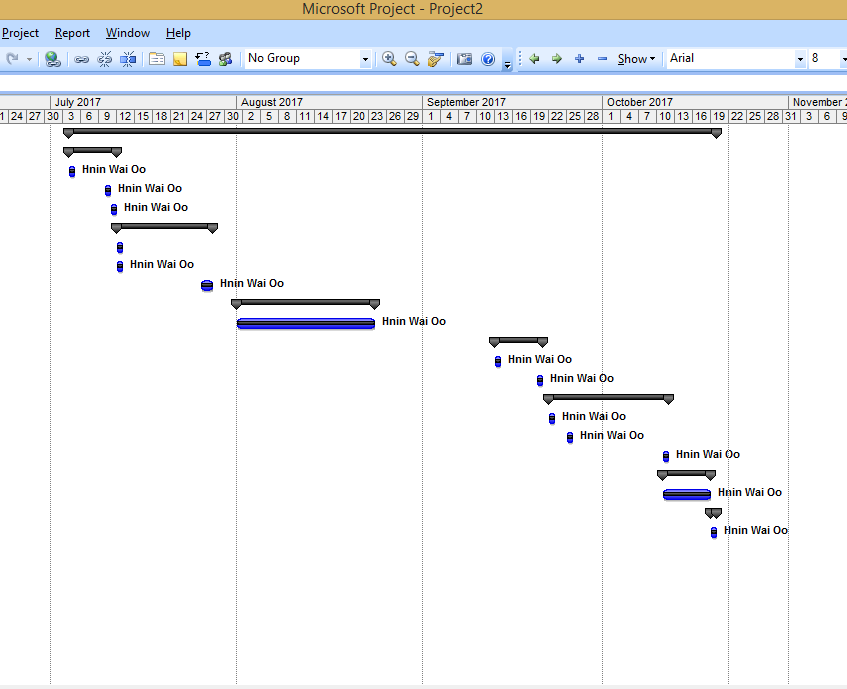 Microsoft Project - Project2
Project Report Window Help
No Group Show Arial 8
July 2017 August 2017 September 2017 October 2017 November 2
24 27 30 3 6 9 12 15 18 21 24 27 30 2 5 8 11 14 17 20 23 26 29 1 4 7 10 13 16 19 22 25 28 1 4 7 10 13 16 19 22 25 28 31 3 6 9
Hnin Wai Oo
Hnin Wai Oo
Hnin Wai Oo
Hnin Wai Oo
Hnin Wai Oo
Hnin Wai Oo
Hnin Wai Oo
Hnin Wai Oo
Hnin Wai Oo
Hnin Wai Oo
Hnin Wai Oo
Hnin Wai Oo
Hnin Wai Oo